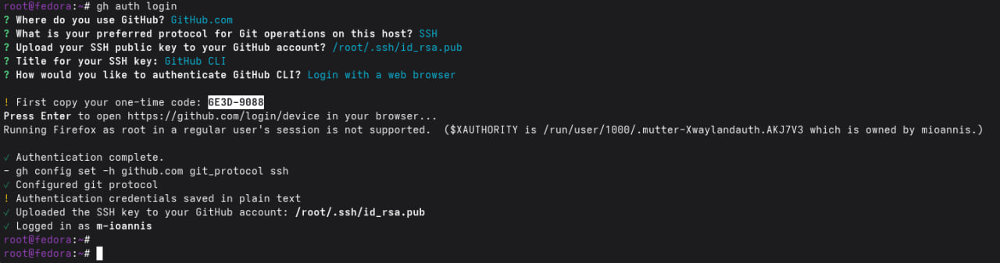 root@fedora:~# gh auth login
? Where do you use GitHub? GitHub.com
? What is your preferred protocol for Git operations on this host? SSH
? Upload your SSH public key to your GitHub account? /root/.ssh/id_rsa.pub
? Title for your SSH key: GitHub CLI
? How would you like to authenticate GitHub CLI? Login with a web browser
! First copy your one-time code: 6E3D-9088
Press Enter to open https://github.com/login/device in your browser...
Running Firefox as root in a regular user's session is not supported.  ($XAUTHORITY is /run/user/1000/.mutter-Xwaylandauth.AKJ7V3 which is owned by mioannis.)
✓ Authentication complete.
- gh config set -h github.com git_protocol ssh
✓ Configured git protocol
! Authentication credentials saved in plain text
✓ Uploaded the SSH key to your GitHub account: /root/.ssh/id_rsa.pub
✓ Logged in as m-ioannis
root@fedora:~#
root@fedora:~#